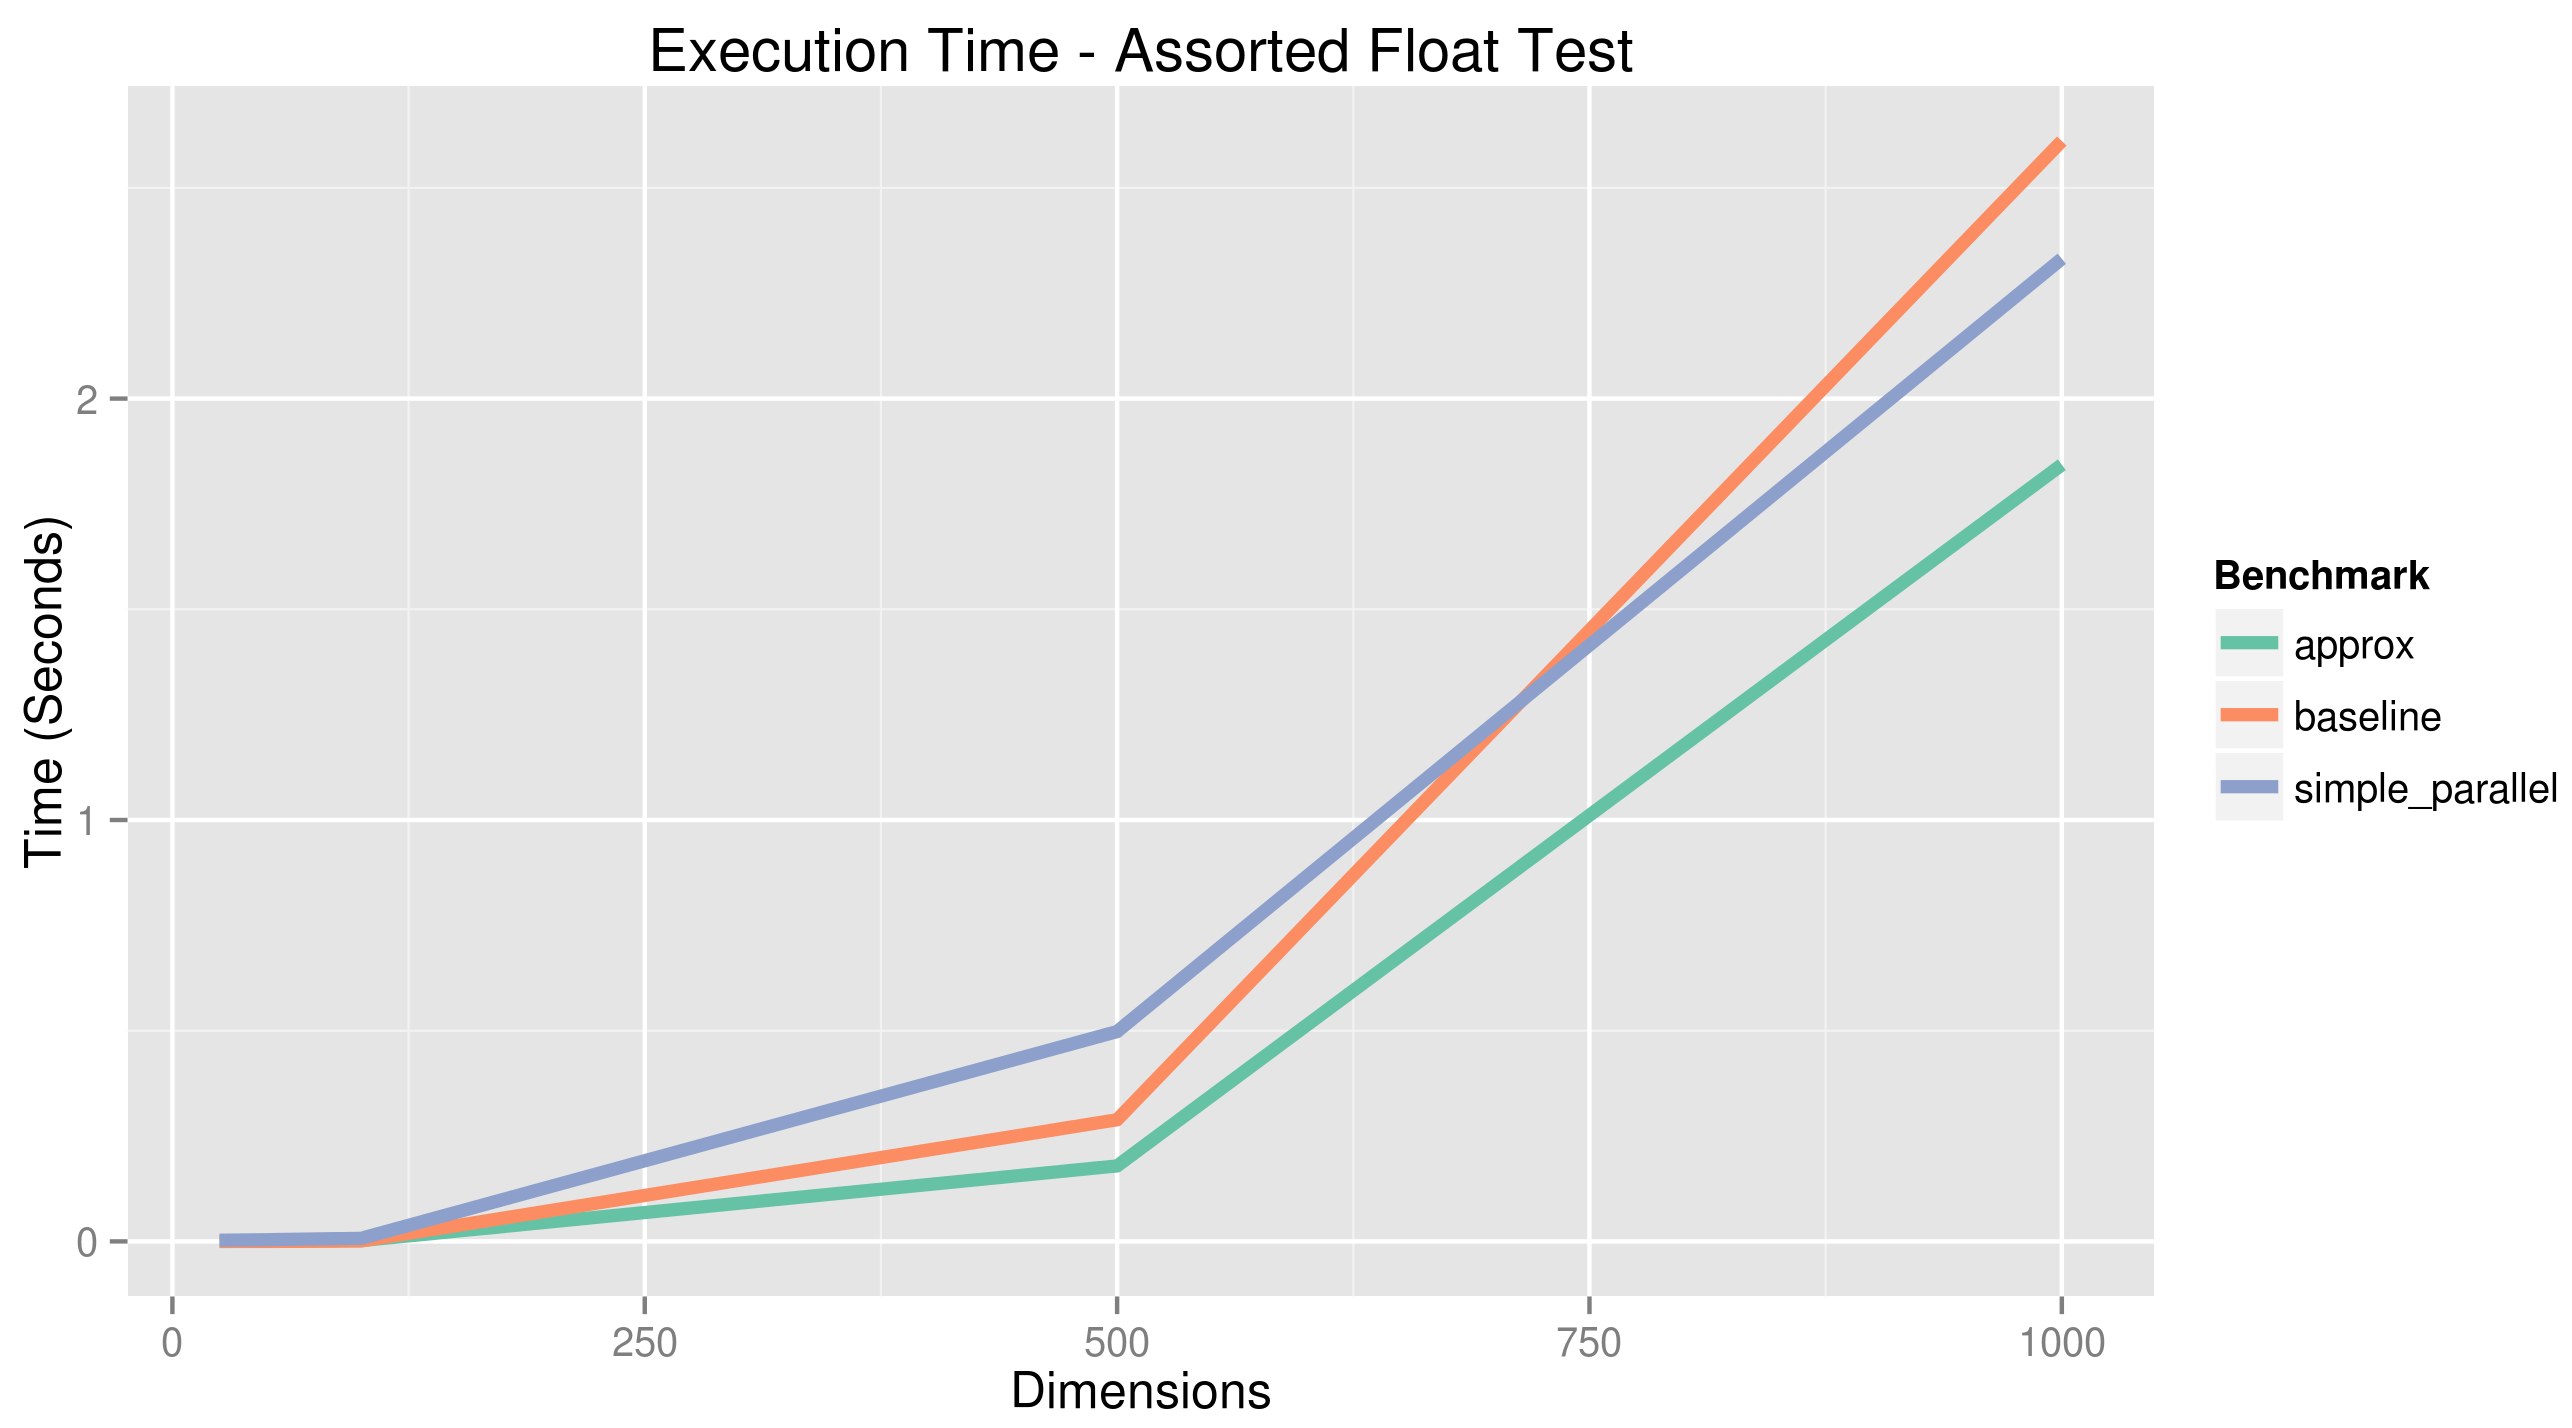 Execution Time - Assorted Float Test
Time (Seconds)
2
1
0
0 250 500 750 1000
Dimensions
Benchmark
approx
baseline
simple_parallel